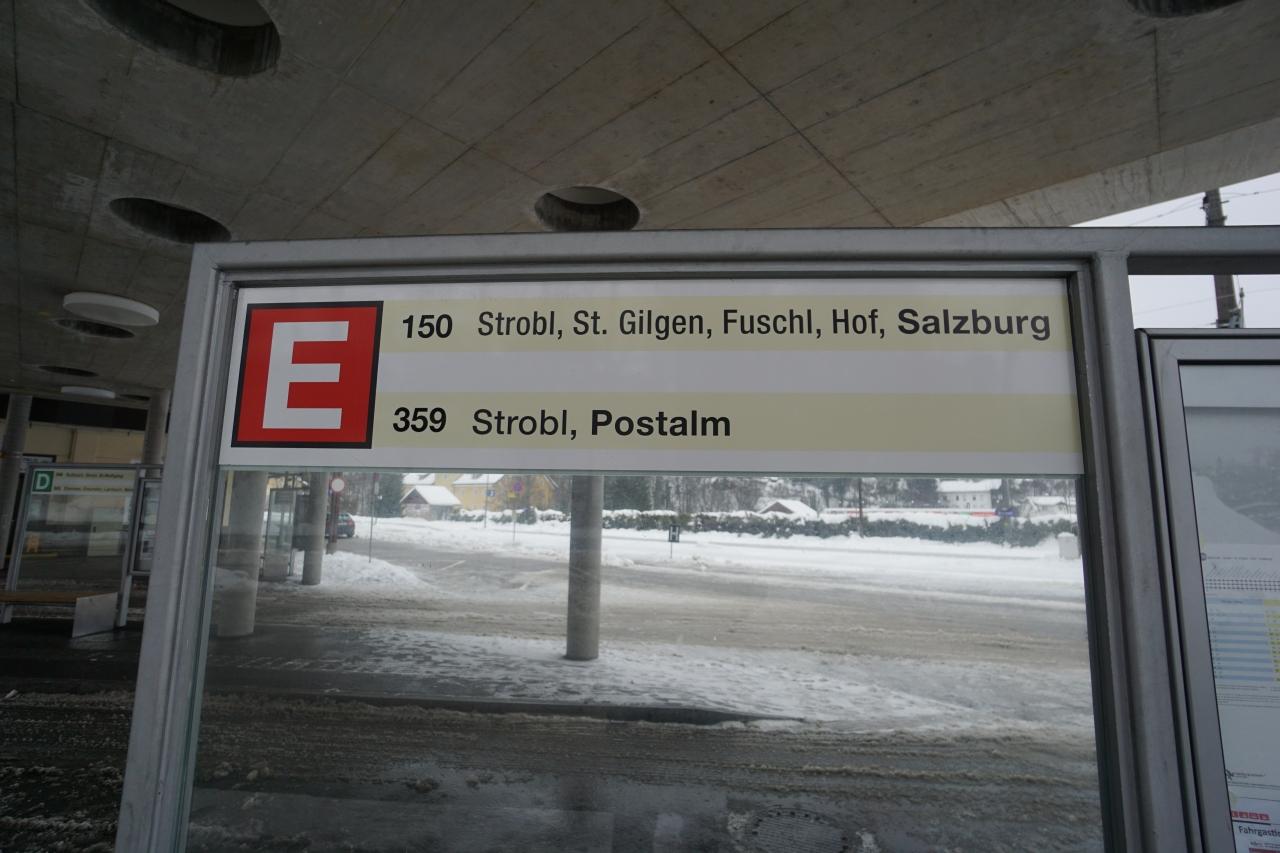 E
150 Strobl, St. Gilgen, Fuschl, Hof, Salzburg
359 Strobl, Postalm
D